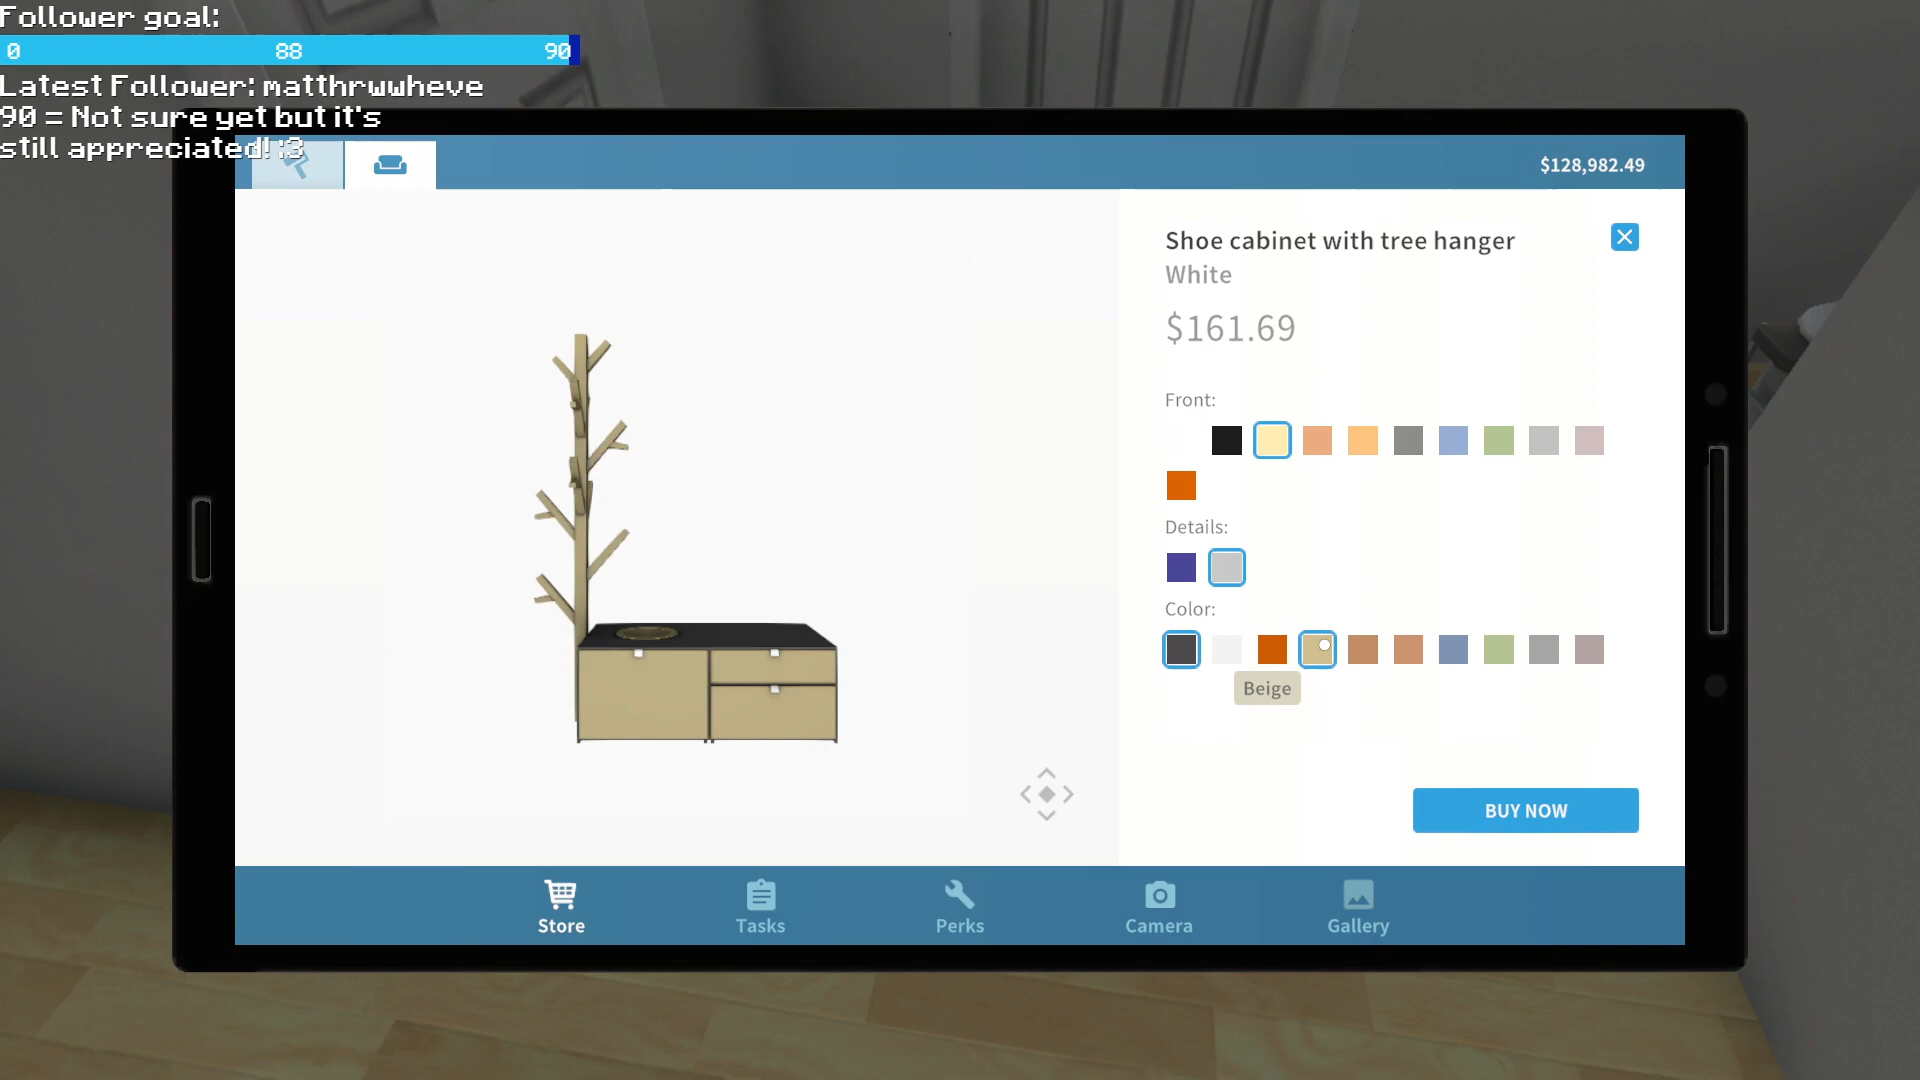 Follower goal:
0 88 90
Latest Follower: matthrwwheve
90 = Not sure yet but it's
still appreciated! :3
$128,982.49
Shoe cabinet with tree hanger
White
$161.69
Front:
Details:
Color:
Beige
BUY NOW
Store Tasks Perks Camera Gallery